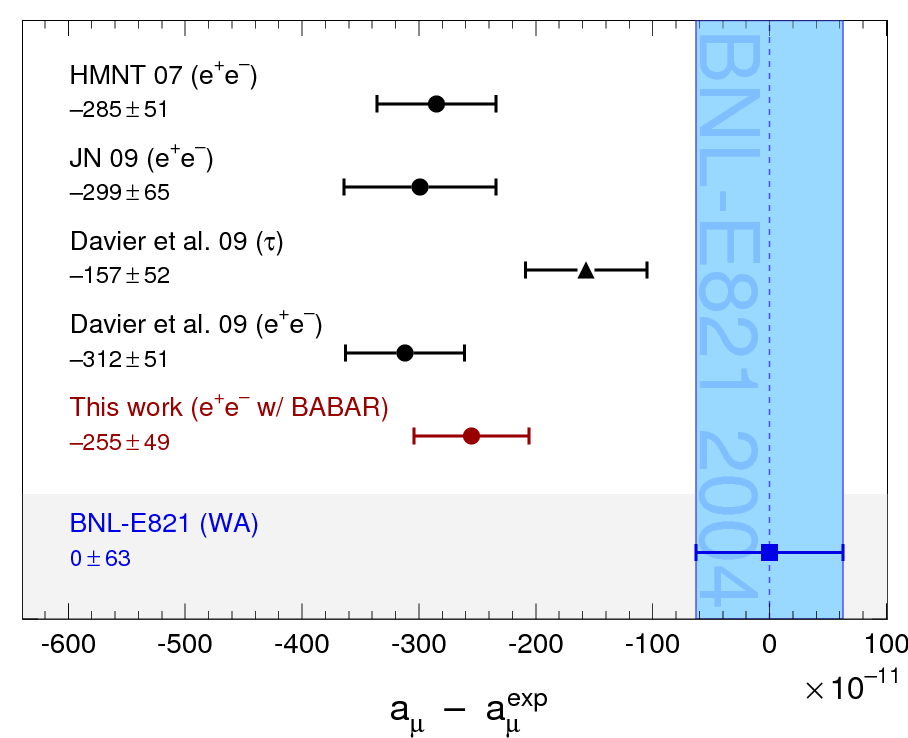 HMNT 07 (e⁺e⁻)
–285 ± 51
JN 09 (e⁺e⁻)
–299 ± 65
Davier et al. 09 (τ)
–157 ± 52
Davier et al. 09 (e⁺e⁻)
–312 ± 51
This work (e⁺e⁻ w/ BABAR)
–255 ± 49
BNL-E821 (WA)
0 ± 63
BNL-E821 2004
-600 -500 -400 -300 -200 -100 0 100
× 10⁻¹¹
a_μ – a_μ^exp